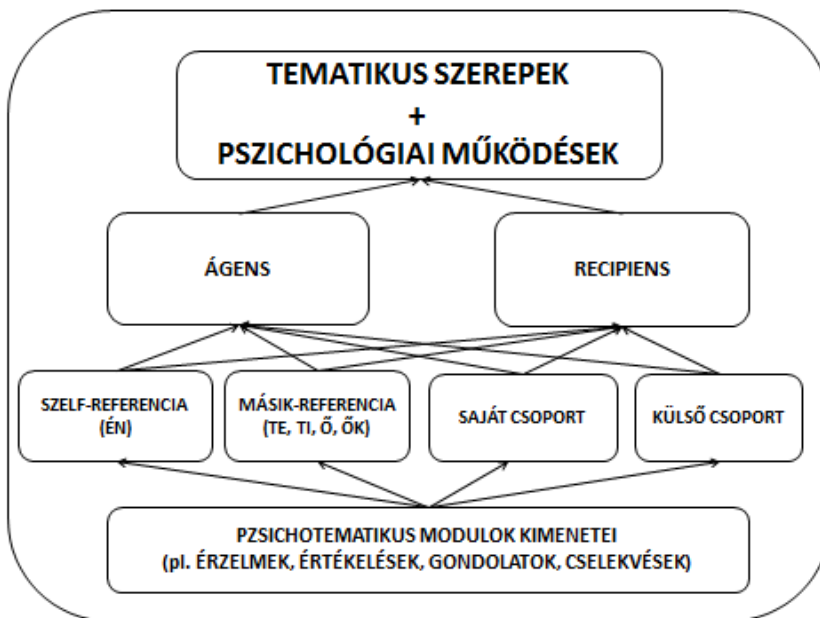 TEMATIKUS SZEREPEK
+
PSZICHOLÓGIAI MŰKÖDÉSEK
ÁGENS
RECIPIENS
SZELF-REFERENCIA
(ÉN)
MÁSIK-REFERENCIA
(TE, TI, Ő, ŐK)
SAJÁT CSOPORT
KÜLSŐ CSOPORT
PZSICHOTEMATIKUS MODULOK KIMENETEI
(pl. ÉRZELMEK, ÉRTÉKELÉSEK, GONDOLATOK, CSELEKVÉSEK)